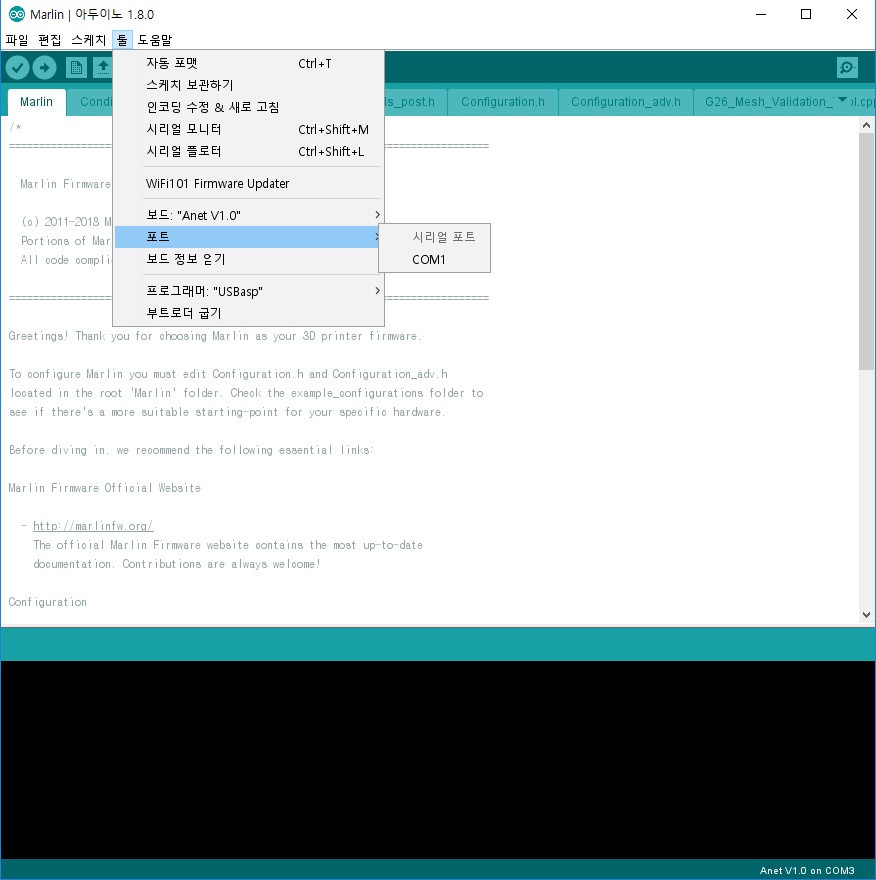 Marlin | 아두이노 1.8.0
파일 편집 스케치 툴 도움말
자동 포맷 Ctrl+T
스케치 보관하기
인코딩 수정 & 새로 고침
시리얼 모니터 Ctrl+Shift+M
시리얼 플로터 Ctrl+Shift+L
WiFi101 Firmware Updater
보드: "Anet V1.0"
포트
보드 정보 얻기
프로그래머: "USBasp"
부트로더 굽기
시리얼 포트
COM1
Marlin Condi ls_post.h Configuration.h Configuration_adv.h G26_Mesh_Validation_ ol.cpp
/*
================================================================================
Marlin Firmware
(c) 2011-2018 M
Portions of Mar
All code compli
================================================================================
Greetings! Thank you for choosing Marlin as your 3D printer firmware.
To configure Marlin you must edit Configuration.h and Configuration_adv.h
located in the root 'Marlin' folder. Check the example_configurations folder to
see if there's a more suitable starting-point for your specific hardware.
Before diving in, we recommend the following essential links:
Marlin Firmware Official Website
- http://marlinfw.org/
The official Marlin Firmware website contains the most up-to-date
documentation. Contributions are always welcome!
Configuration
Anet V1.0 on COM3